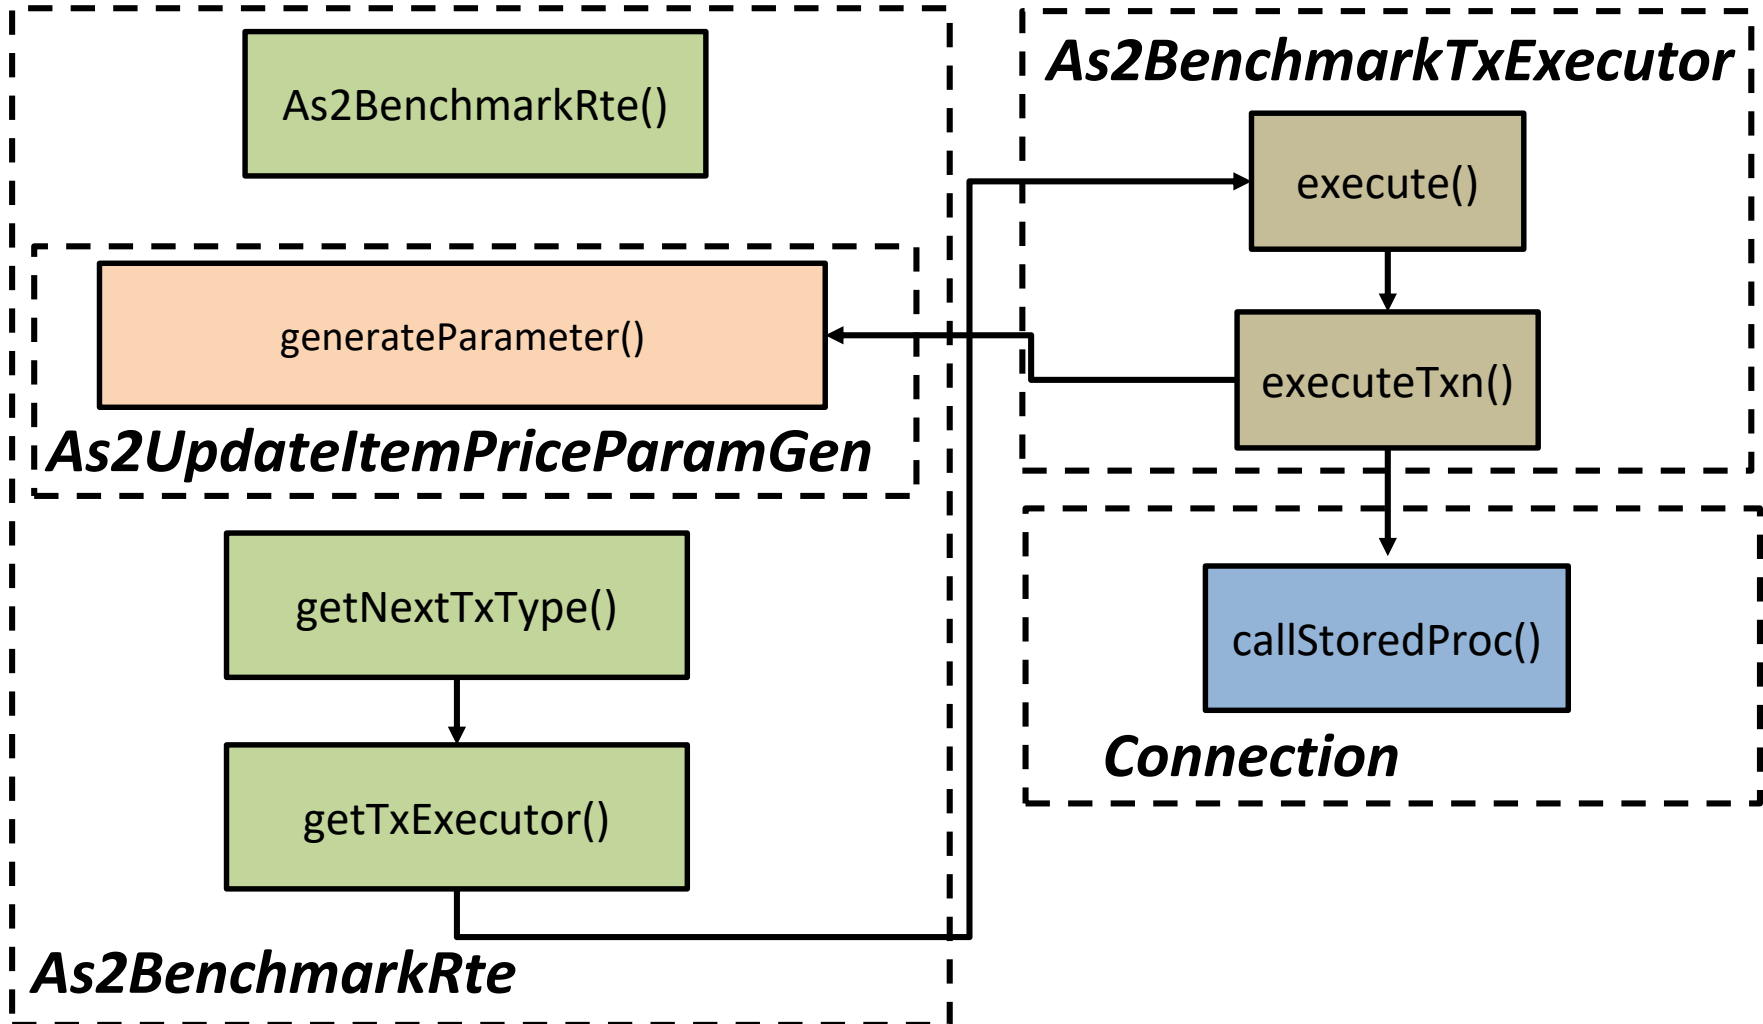 As2BenchmarkRte()
generateParameter()
As2UpdateItemPriceParamGen
getNextTxType()
getTxExecutor()
As2BenchmarkRte
As2BenchmarkTxExecutor
execute()
executeTxn()
callStoredProc()
Connection